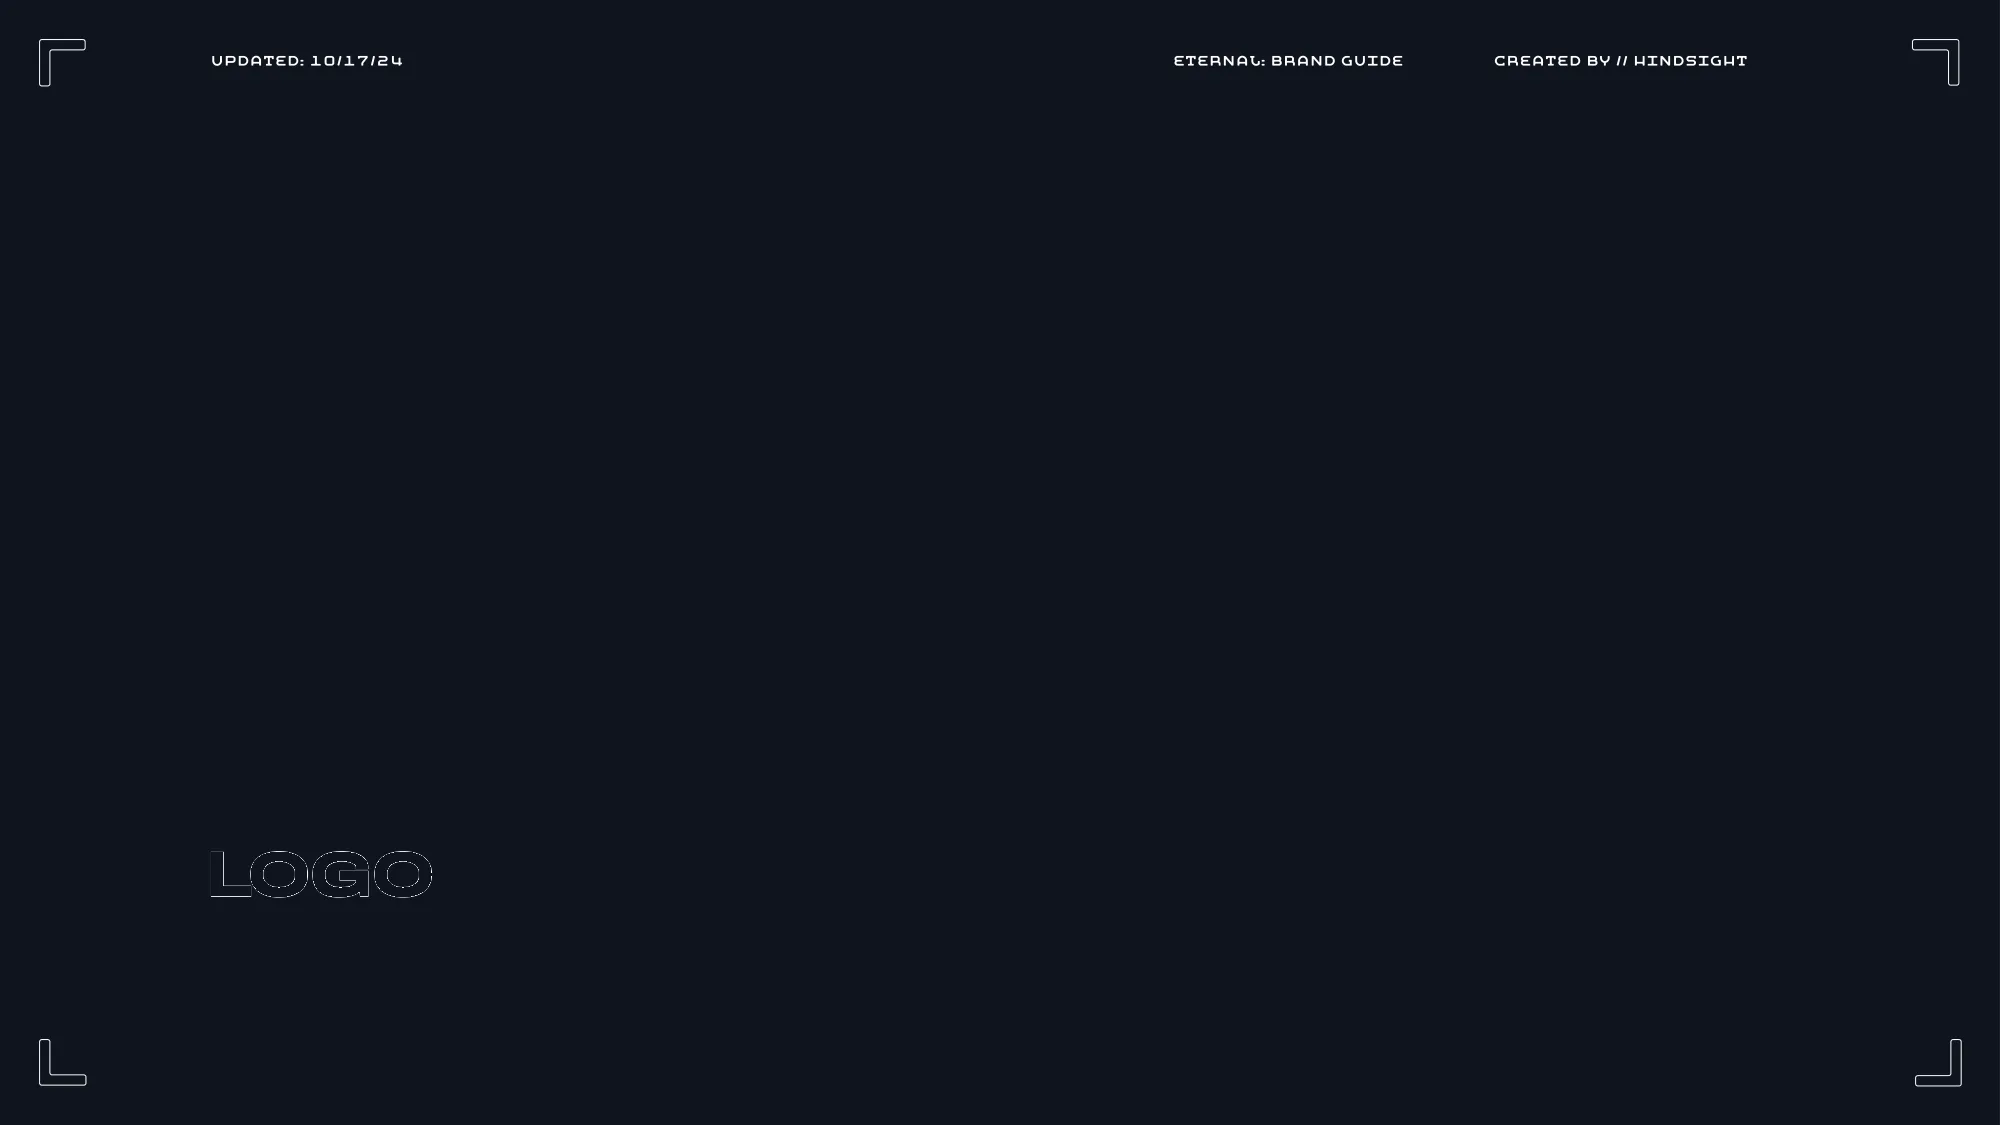 UPDATED: 10/17/24
ETERNAL: BRAND GUIDE
CREATED BY // HINDSIGHT
LOGO